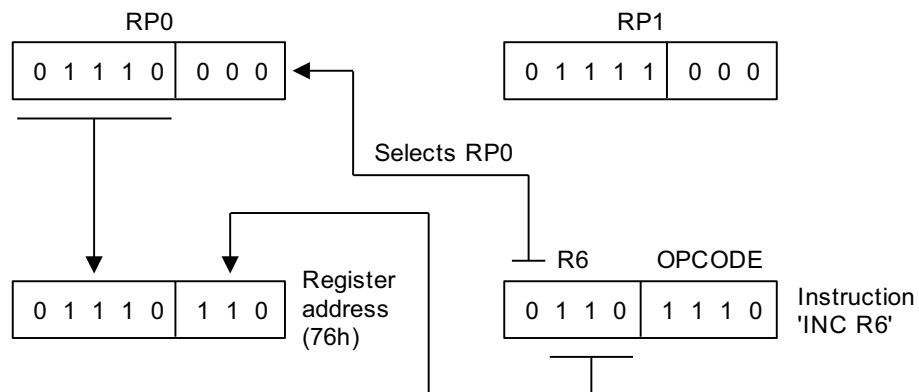 RP0 RP1
0 1 1 1 0 0 0 0 0 1 1 1 1 0 0 0
Selects RP0
R6 OPCODE
0 1 1 1 0 1 1 0 Register address (76h) 0 1 1 0 1 1 1 0 Instruction 'INC R6'